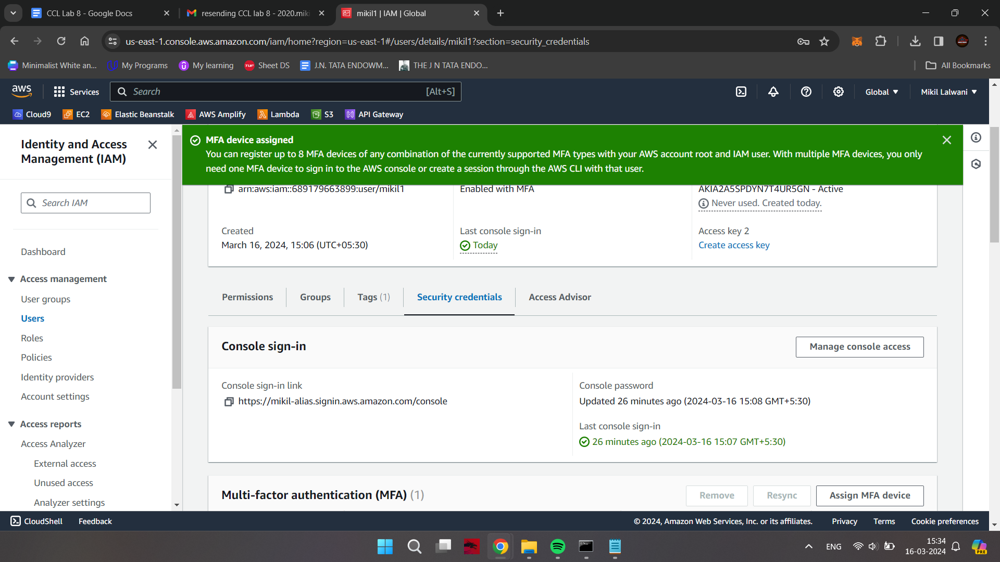 CCL Lab 8 - Google Docs
resending CCL lab 8 - 2020.miki
mikil1 | IAM | Global
us-east-1.console.aws.amazon.com/iam/home?region=us-east-1#/users/details/mikil1?section=security_credentials
Minimalist White an...
My Programs
My learning
Sheet DS
J.N. TATA ENDOWM...
THE J N TATA ENDO...
All Bookmarks
aws
Services
Search
[Alt+S]
Global
Mikil Lalwani
Cloud9
EC2
Elastic Beanstalk
AWS Amplify
Lambda
S3
API Gateway
Identity and Access
Management (IAM)
Search IAM
Dashboard
Access management
User groups
Users
Roles
Policies
Identity providers
Account settings
Access reports
Access Analyzer
External access
Unused access
Analyzer settings
MFA device assigned
You can register up to 8 MFA devices of any combination of the currently supported MFA types with your AWS account root and IAM user. With multiple MFA devices, you only
need one MFA device to sign in to the AWS console or create a session through the AWS CLI with that user.
arn:aws:iam::689179663899:user/mikil1
Enabled with MFA
AKIA2A5SPDYN7T4UR5GN - Active
Never used. Created today.
Created
March 16, 2024, 15:06 (UTC+05:30)
Last console sign-in
Today
Access key 2
Create access key
Permissions
Groups
Tags (1)
Security credentials
Access Advisor
Console sign-in
Manage console access
Console sign-in link
https://mikil-alias.signin.aws.amazon.com/console
Console password
Updated 26 minutes ago (2024-03-16 15:08 GMT+5:30)
Last console sign-in
26 minutes ago (2024-03-16 15:07 GMT+5:30)
Multi-factor authentication (MFA) (1)
Remove
Resync
Assign MFA device
CloudShell
Feedback
© 2024, Amazon Web Services, Inc. or its affiliates.
Privacy
Terms
Cookie preferences
ENG
15:34
16-03-2024
PRE